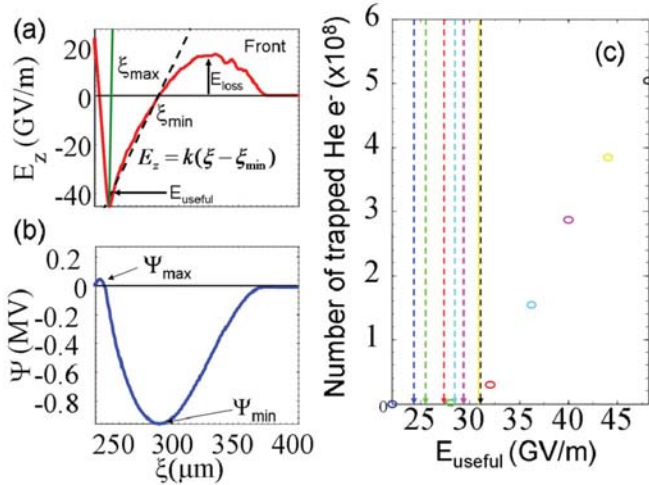 (a)
Front
20
0
-20
-40
E_z (GV/m)
ξ_max
ξ_min
E_loss
E_z = k(ξ − ξ_min)
E_useful
(b)
0.2
0
-0.2
-0.4
-0.6
-0.8
Ψ (MV)
Ψ_max
Ψ_min
250 300 350 400
ξ(μm)
(c)
Number of trapped He e⁻ (x10⁸)
6
5
4
3
2
1
0
25 30 35 40 45
E_useful (GV/m)